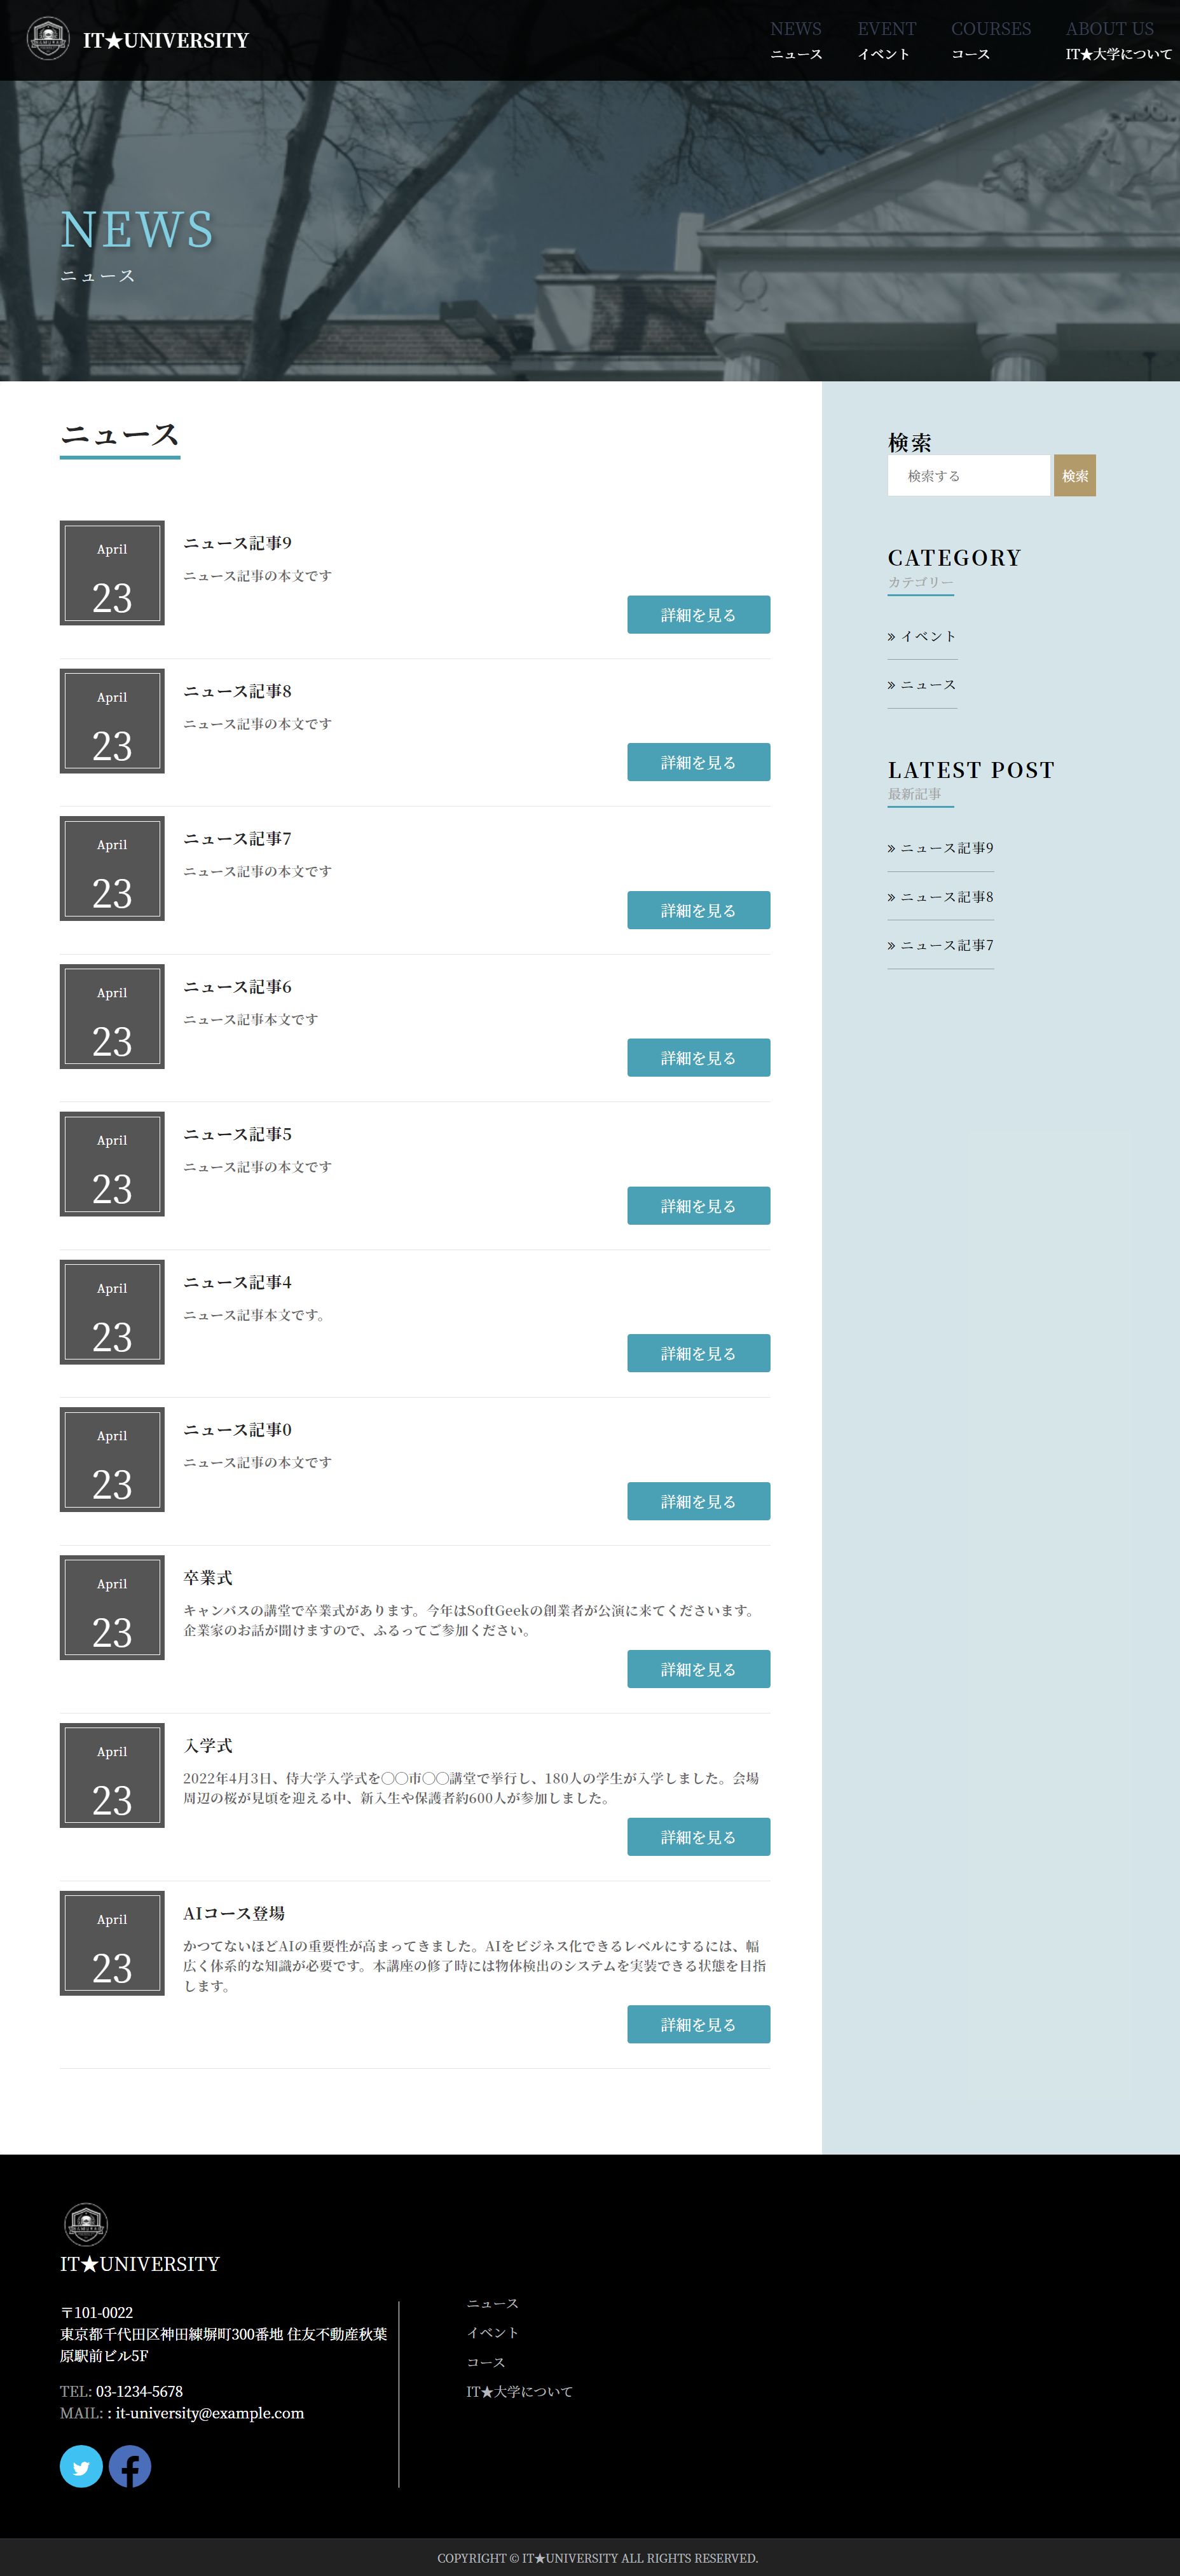 IT★UNIVERSITY
NEWS
ニュース
EVENT
イベント
COURSES
コース
ABOUT US
IT★大学について
NEWS
ニュース
ニュース
April
23
ニュース記事9
ニュース記事の本文です
詳細を見る
April
23
ニュース記事8
ニュース記事の本文です
詳細を見る
April
23
ニュース記事7
ニュース記事の本文です
詳細を見る
April
23
ニュース記事6
ニュース記事本文です
詳細を見る
April
23
ニュース記事5
ニュース記事の本文です
詳細を見る
April
23
ニュース記事4
ニュース記事本文です。
詳細を見る
April
23
ニュース記事0
ニュース記事の本文です
詳細を見る
April
23
卒業式
キャンバスの講堂で卒業式があります。今年はSoftGeekの創業者が公演に来てくださいます。
企業家のお話が聞けますので、ふるってご参加ください。
詳細を見る
April
23
入学式
2022年4月3日、侍大学入学式を◯◯市◯◯講堂で挙行し、180人の学生が入学しました。会場
周辺の桜が見頃を迎える中、新入生や保護者約600人が参加しました。
詳細を見る
April
23
AIコース登場
かつてないほどAIの重要性が高まってきました。AIをビジネス化できるレベルにするには、幅
広く体系的な知識が必要です。本講座の修了時には物体検出のシステムを実装できる状態を目指
します。
詳細を見る
検索
検索する
検索
CATEGORY
カテゴリー
» イベント
» ニュース
LATEST POST
最新記事
» ニュース記事9
» ニュース記事8
» ニュース記事7
IT★UNIVERSITY
〒101-0022
東京都千代田区神田練塀町300番地 住友不動産秋葉
原駅前ビル5F
TEL: 03-1234-5678
MAIL: : it-university@example.com
ニュース
イベント
コース
IT★大学について
COPYRIGHT © IT★UNIVERSITY ALL RIGHTS RESERVED.